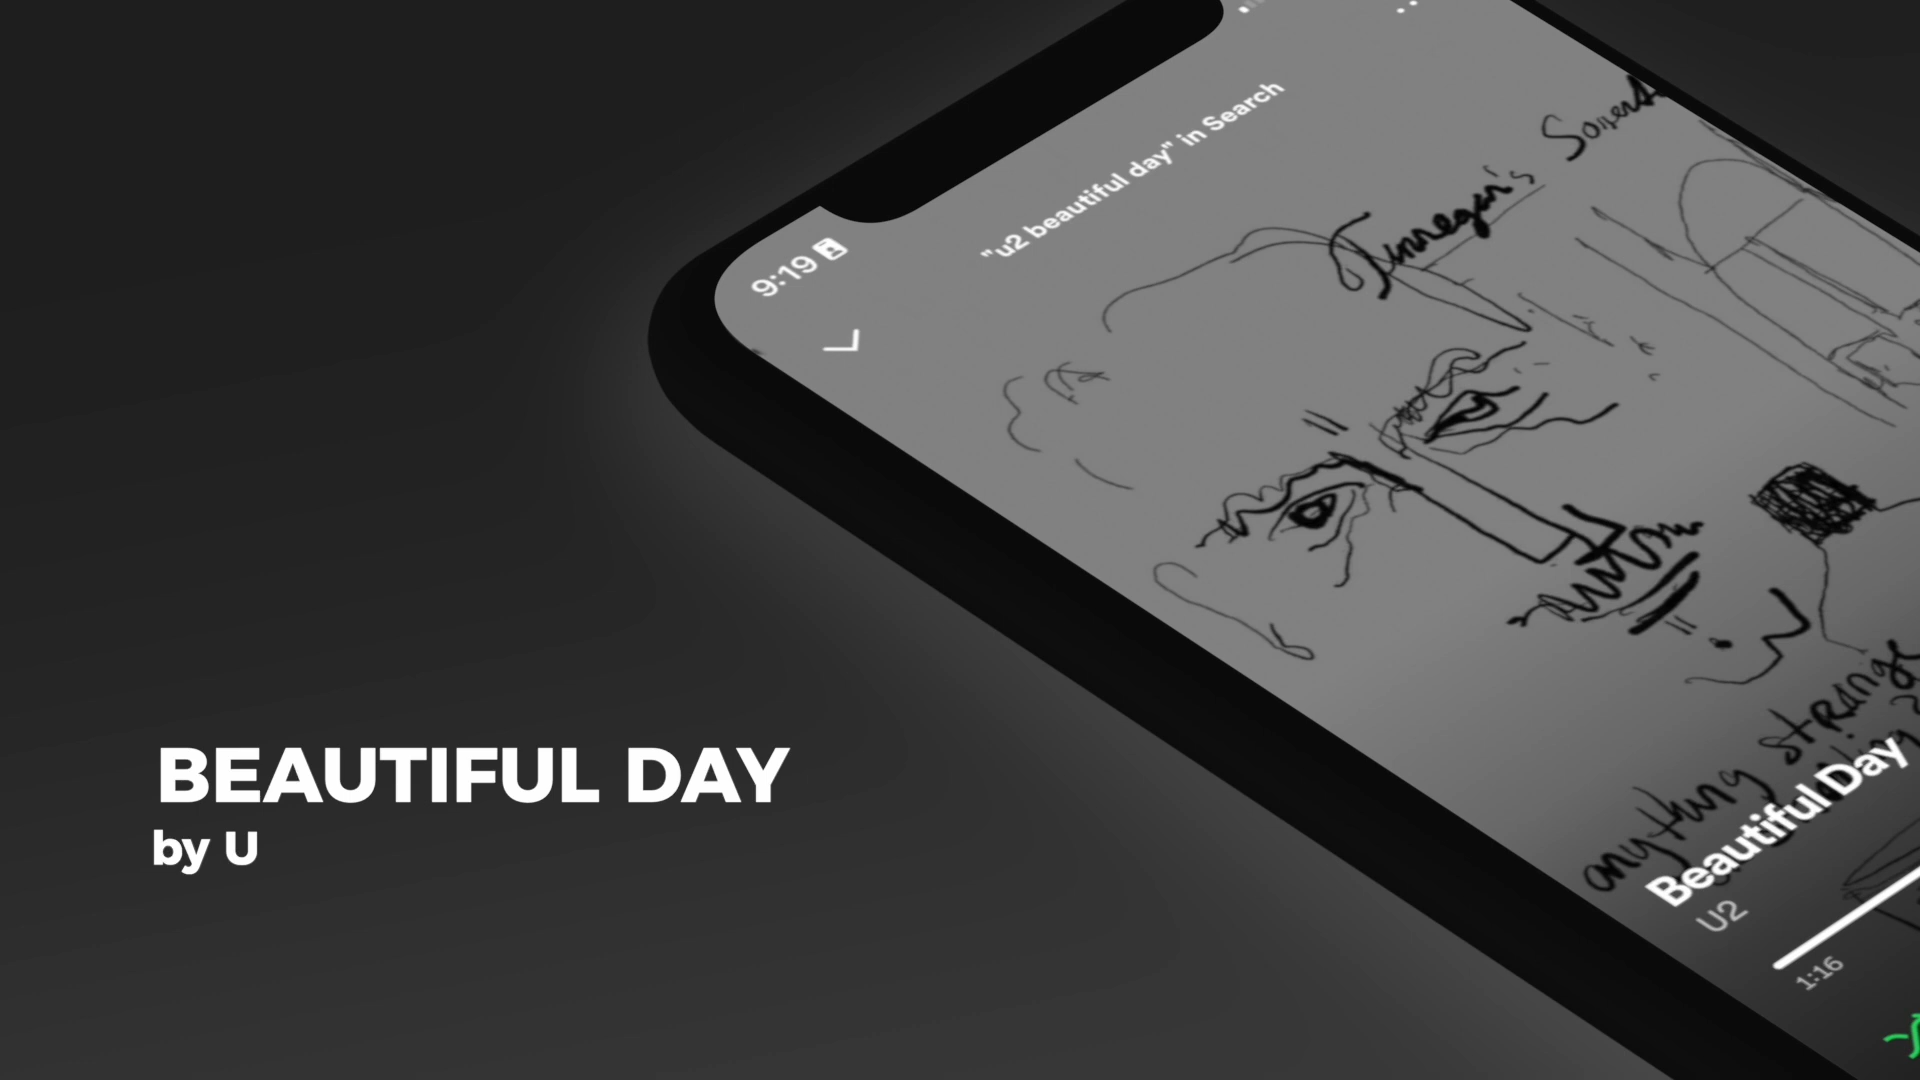 "u2 beautiful day" in Search
9:19
Finnegan's
anything strange
Beautiful Day
U2
1:16
BEAUTIFUL DAY
by U